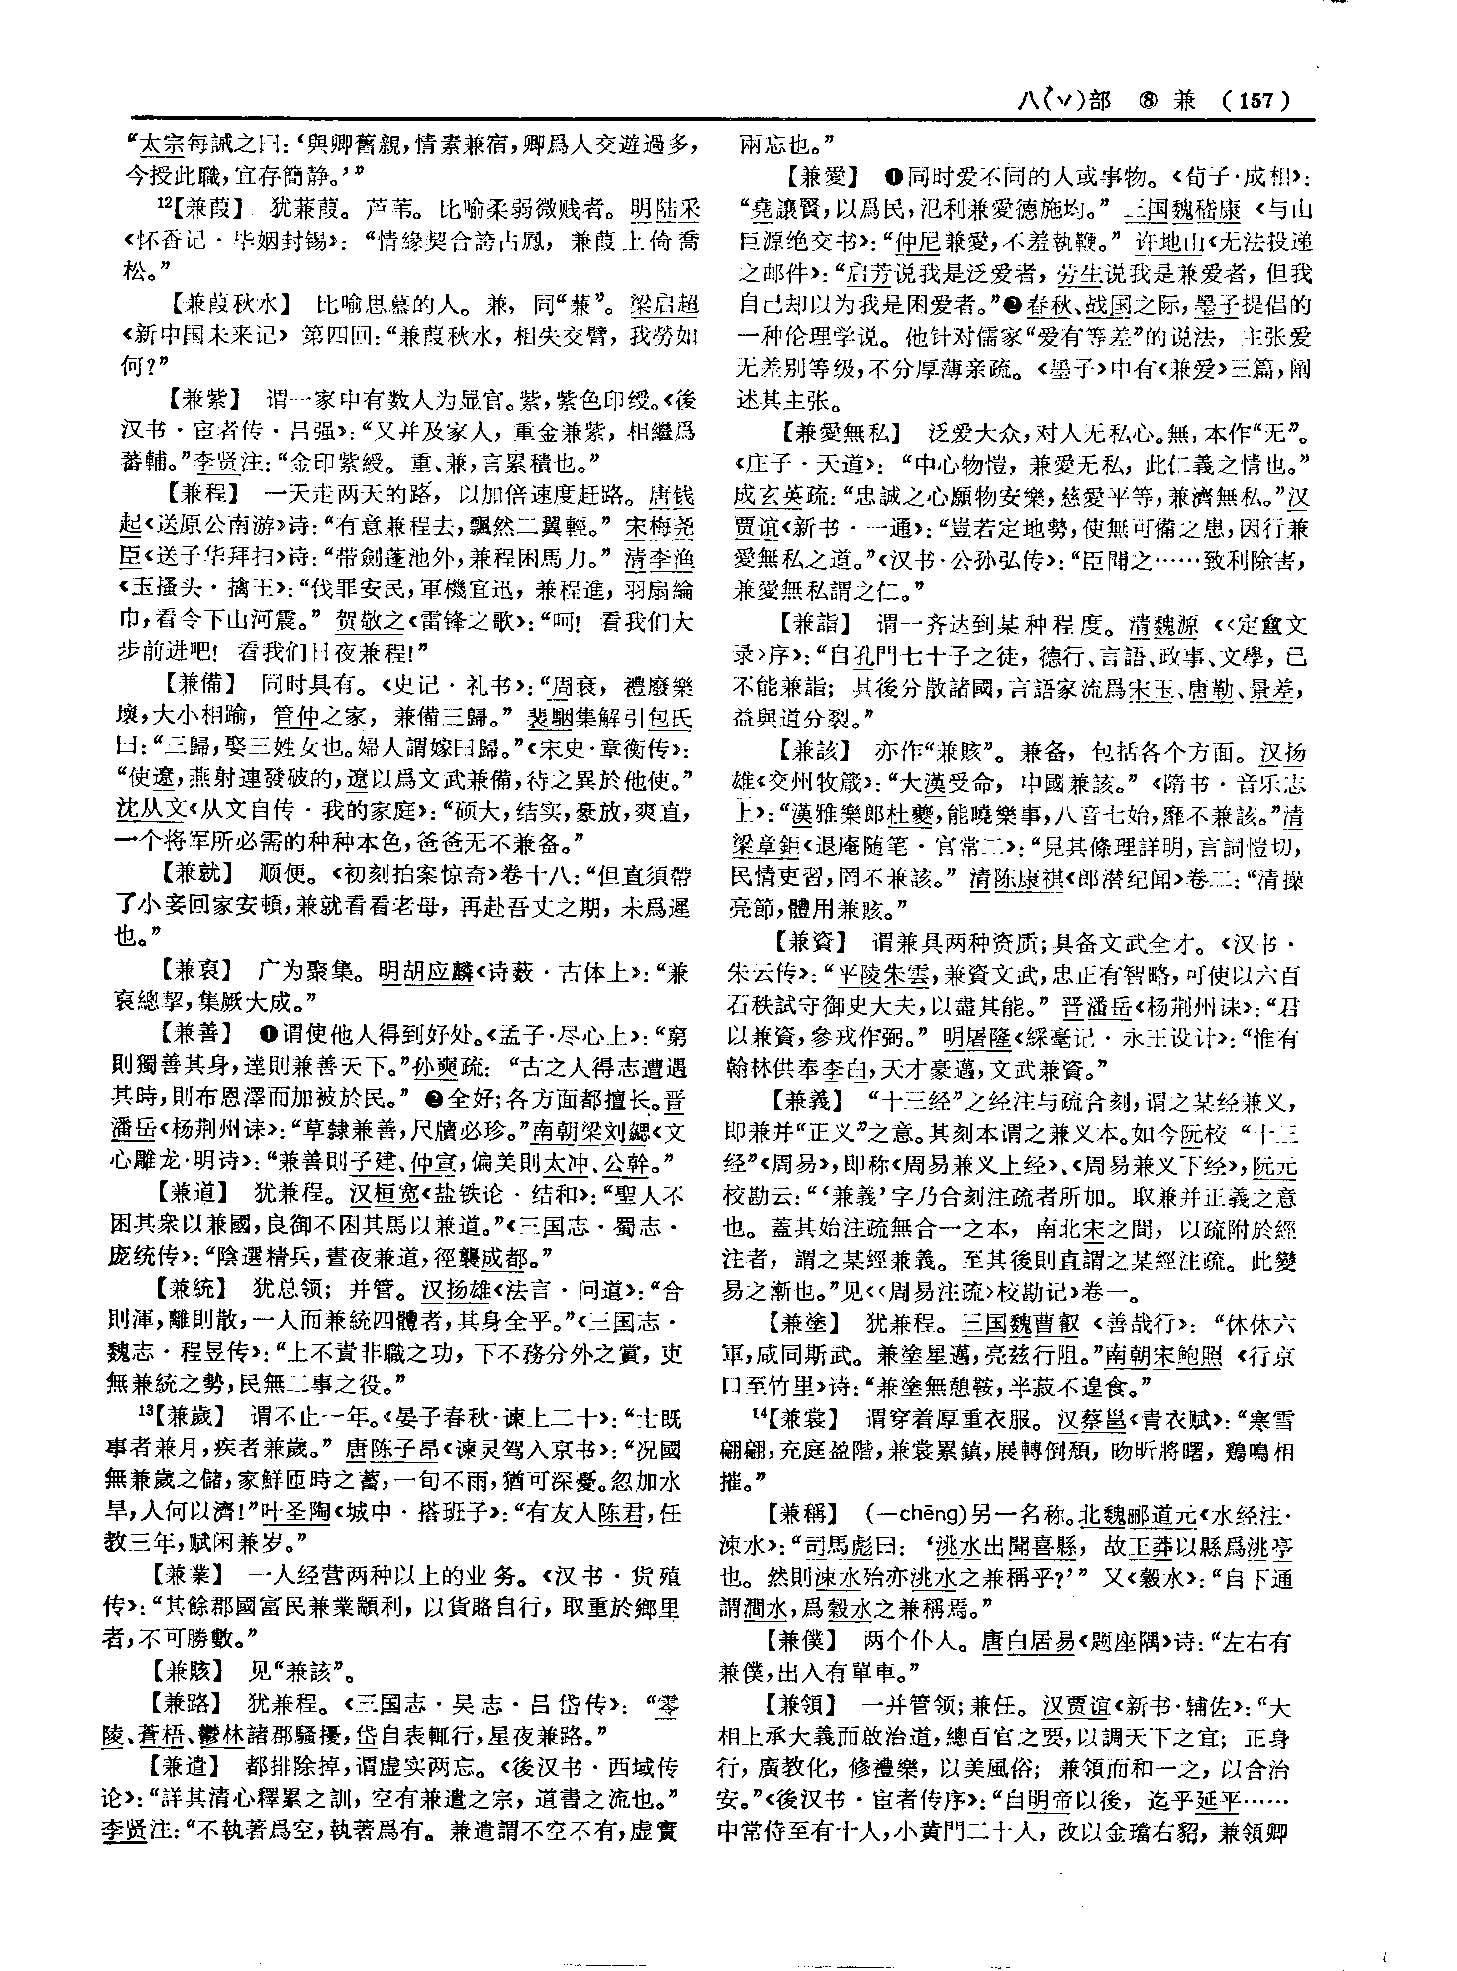 八(丷)部 ⑧ 兼 (157)
“太宗每誡之曰:‘與卿舊親,情素兼宿,卿爲人交遊過多,
今授此職,宜存簡静。’”
12【兼葭】 犹蒹葭。芦苇。比喻柔弱微贱者。明陆采
《怀香记·毕姻封锡》:“情緣契合誇占鳳,兼葭上倚喬
松。”
【兼葭秋水】 比喻思慕的人。兼,同“蒹”。梁启超
《新中国未来记》第四回:“兼葭秋水,相失交臂,我勞如
何?”
【兼紫】 谓一家中有数人为显官。紫,紫色印绶。《後
汉书·宦者传·吕强》:“又并及家人,重金兼紫,相繼爲
蕃輔。”李贤注:“金印紫綬。重、兼,言累積也。”
【兼程】 一天走两天的路,以加倍速度赶路。唐钱
起《送原公南游》诗:“有意兼程去,飄然二翼輕。”宋梅尧
臣《送子华拜扫》诗:“带劍蓬池外,兼程困馬力。”清李渔
《玉搔头·擒王》:“伐罪安民,軍機宜迅,兼程進,羽扇綸
巾,看令下山河震。”贺敬之《雷锋之歌》:“呵!看我们大
步前进吧!看我们日夜兼程!”
【兼備】 同时具有。《史记·礼书》:“周衰,禮廢樂
壞,大小相踰,管仲之家,兼備三歸。”裴駰集解引包氏
曰:“三歸,娶三姓女也。婦人謂嫁曰歸。”《宋史·章衡传》:
“使遼,燕射連發破的,遼以爲文武兼備,待之異於他使。”
沈从文《从文自传·我的家庭》:“硕大,结实,豪放,爽直,
一个将军所必需的种种本色,爸爸无不兼备。”
【兼就】 顺便。《初刻拍案惊奇》卷十八:“但直須帶
了小妾回家安頓,兼就看看老母,再赴吾丈之期,未爲遲
也。”
【兼裒】 广为聚集。明胡应麟《诗薮·古体上》:“兼
裒總挈,集厥大成。”
【兼善】 ❶谓使他人得到好处。《孟子·尽心上》:“窮
則獨善其身,達則兼善天下。”孙奭疏:“古之人得志遭遇
其時,則布恩澤而加被於民。”❷全好;各方面都擅长。晋
潘岳《杨荆州诔》:“草隸兼善,尺牘必珍。”南朝梁刘勰《文
心雕龙·明诗》:“兼善則子建、仲宣,偏美則太冲、公幹。”
【兼道】 犹兼程。汉桓宽《盐铁论·结和》:“聖人不
困其衆以兼國,良御不困其馬以兼道。”《三国志·蜀志·
庞统传》:“陰選精兵,晝夜兼道,徑襲成都。”
【兼統】 犹总领;并管。汉扬雄《法言·问道》:“合
則渾,離則散,一人而兼統四體者,其身全乎。”《三国志·
魏志·程昱传》:“上不責非職之功,下不務分外之賞,吏
無兼統之勢,民無二事之役。”
13【兼歲】 谓不止一年。《晏子春秋·谏上二十》:“士既
事者兼月,疾者兼歲。”唐陈子昂《谏灵驾入京书》:“况國
無兼歲之儲,家鮮匝時之蓄,一旬不雨,猶可深憂。忽加水
旱,人何以濟!”叶圣陶《城中·搭班子》:“有友人陈君,任
教三年,赋闲兼岁。”
【兼業】 一人经营两种以上的业务。《汉书·货殖
传》:“其餘郡國富民兼業顓利,以貨賂自行,取重於鄉里
者,不可勝數。”
【兼賅】 见“兼該”。
【兼路】 犹兼程。《三国志·吴志·吕岱传》:“零
陵、蒼梧、鬱林諸郡騷擾,岱自表輒行,星夜兼路。”
【兼遣】 都排除掉,谓虚实两忘。《後汉书·西域传
论》:“詳其清心釋累之訓,空有兼遣之宗,道書之流也。”
李贤注:“不執著爲空,執著爲有。兼遣謂不空不有,虚實
兩忘也。”
【兼愛】 ❶同时爱不同的人或事物。《荀子·成相》:
“堯讓賢,以爲民,氾利兼愛德施均。”三国魏嵇康《与山
巨源绝交书》:“仲尼兼愛,不羞執鞭。”许地山《无法投递
之邮件》:“启芳说我是泛爱者,劳生说我是兼爱者,但我
自己却以为我是困爱者。”❷春秋、战国之际,墨子提倡的
一种伦理学说。他针对儒家“爱有等差”的说法,主张爱
无差别等级,不分厚薄亲疏。《墨子》中有《兼爱》三篇,阐
述其主张。
【兼愛無私】 泛爱大众,对人无私心。無,本作“无”。
《庄子·天道》:“中心物愷,兼愛无私,此仁義之情也。”
成玄英疏:“忠誠之心願物安樂,慈愛平等,兼濟無私。”汉
贾谊《新书·一通》:“豈若定地勢,使無可備之患,因行兼
愛無私之道。”《汉书·公孙弘传》:“臣聞之……致利除害,
兼愛無私謂之仁。”
【兼詣】 谓一齐达到某种程度。清魏源《〈定盦文
录〉序》:“自孔門七十子之徒,德行、言語、政事、文學,已
不能兼詣;其後分散諸國,言語家流爲宋玉、唐勒、景差,
益與道分裂。”
【兼該】 亦作“兼賅”。兼备,包括各个方面。汉扬
雄《交州牧箴》:“大漢受命,中國兼該。”《隋书·音乐志
上》:“漢雅樂郎杜夔,能曉樂事,八音七始,靡不兼該。”清
梁章鉅《退庵随笔·官常二》:“見其條理詳明,言詞愷切,
民情吏習,罔不兼該。”清陈康祺《郎潜纪闻》卷二:“清操
亮節,體用兼賅。”
【兼資】 谓兼具两种资质;具备文武全才。《汉书·
朱云传》:“平陵朱雲,兼資文武,忠正有智略,可使以六百
石秩試守御史大夫,以盡其能。”晋潘岳《杨荆州诔》:“君
以兼資,參戎作弼。”明屠隆《綵毫记·永王设计》:“惟有
翰林供奉李白,天才豪邁,文武兼資。”
【兼義】 “十三经”之经注与疏合刻,谓之某经兼义,
即兼并“正义”之意。其刻本谓之兼义本。如今阮校“十三
经”《周易》,即称《周易兼义上经》、《周易兼义下经》,阮元
校勘云:“‘兼義’字乃合刻注疏者所加。取兼并正義之意
也。蓋其始注疏無合一之本,南北宋之間,以疏附於經
注者,謂之某經兼義。至其後則直謂之某經注疏。此變
易之漸也。”见《〈周易注疏〉校勘记》卷一。
【兼塗】 犹兼程。三国魏曹叡《善哉行》:“休休六
軍,咸同斯武。兼塗星邁,亮兹行阻。”南朝宋鲍照《行京
口至竹里》诗:“兼塗無憩鞍,半菽不遑食。”
14【兼裳】 谓穿着厚重衣服。汉蔡邕《青衣赋》:“寒雪
翩翩,充庭盈階,兼裳累鎮,展轉倒頹,昒昕將曙,鷄鳴相
摧。”
【兼稱】 (—chēng)另一名称。北魏郦道元《水经注·
涑水》:“司馬彪曰:‘洮水出聞喜縣,故王莽以縣爲洮亭
也。然則涑水殆亦洮水之兼稱乎?’”又《穀水》:“自下通
謂澗水,爲穀水之兼稱焉。”
【兼僕】 两个仆人。唐白居易《题座隅》诗:“左右有
兼僕,出入有單車。”
【兼領】 一并管领;兼任。汉贾谊《新书·辅佐》:“大
相上承大義而啟治道,總百官之要,以調天下之宜;正身
行,廣教化,修禮樂,以美風俗;兼領而和一之,以合治
安。”《後汉书·宦者传序》:“自明帝以後,迄乎延平……
中常侍至有十人,小黄門二十人,改以金璫右貂,兼領卿